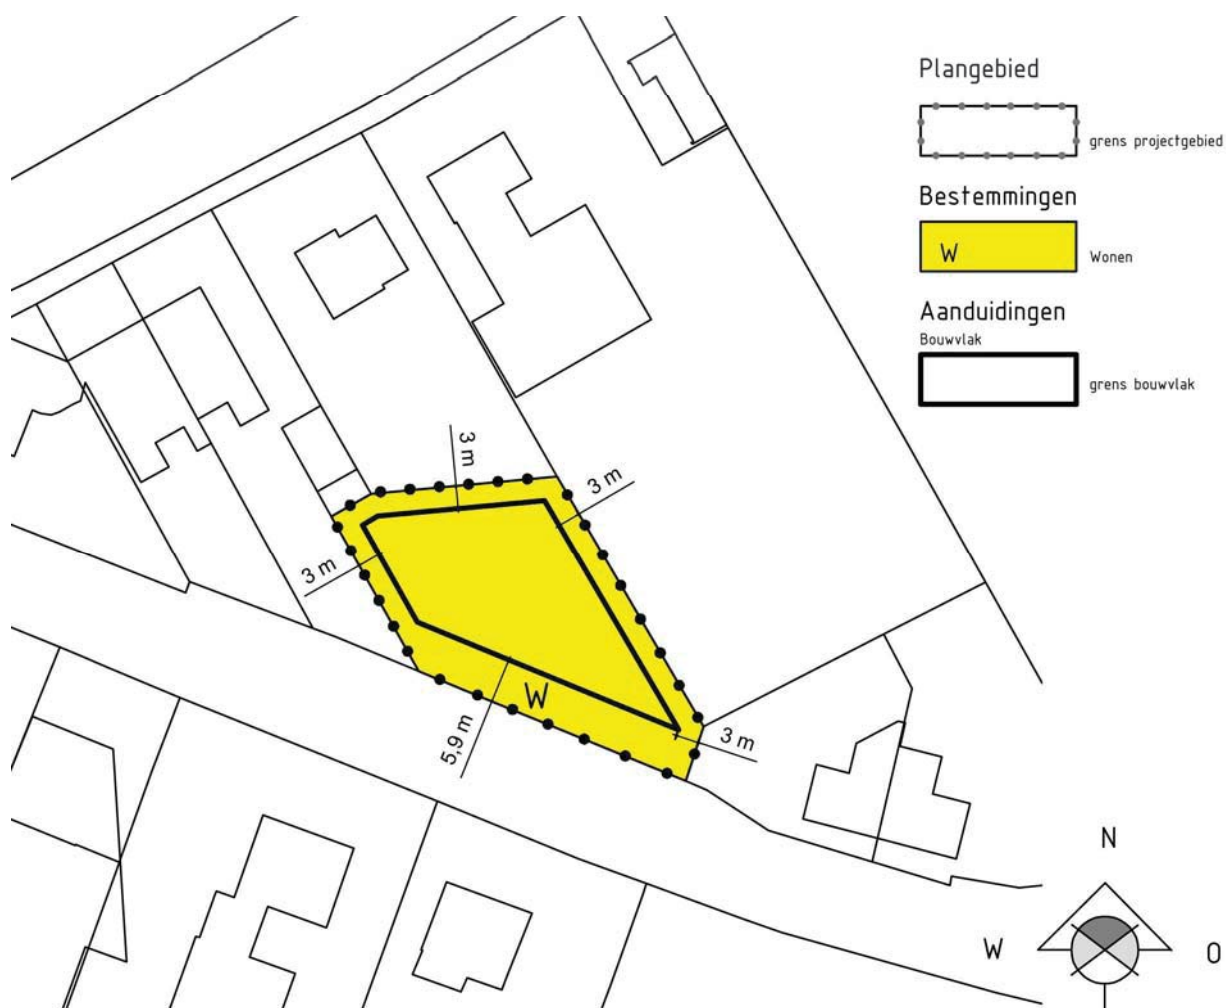 Plangebied
grens projectgebied
Bestemmingen
W
Wonen
Aanduidingen
Bouwvlak
grens bouwvlak
3 m
3 m
3 m
W
5,9 m
3 m
N
W
O